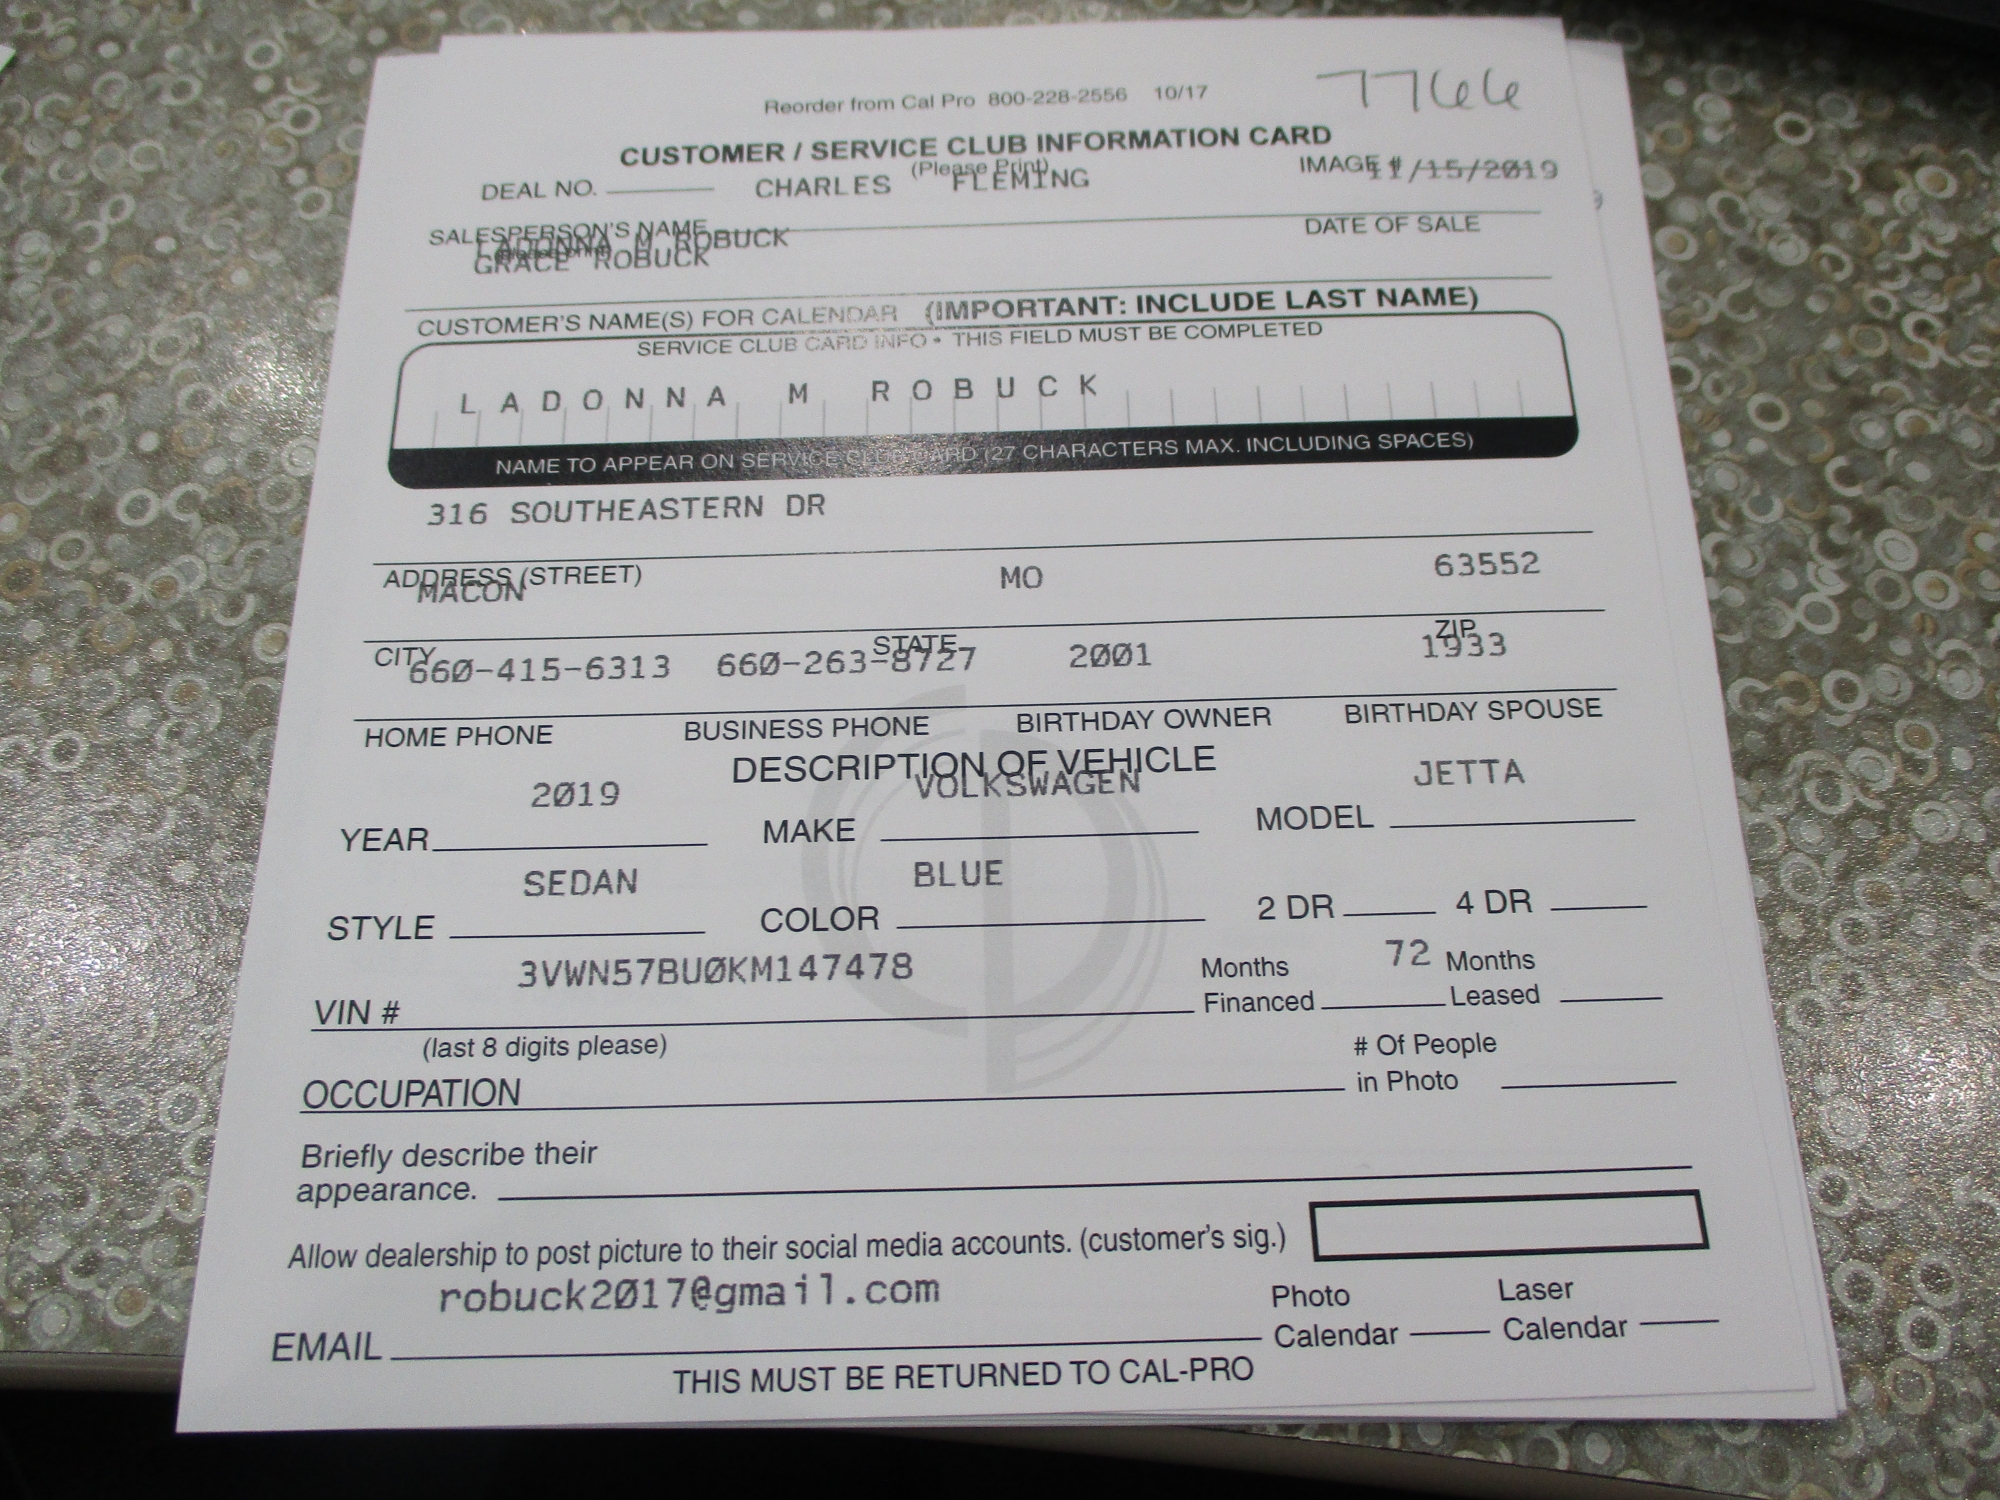 Reorder from Cal Pro 800-228-2556 10/17
7766
CUSTOMER / SERVICE CLUB INFORMATION CARD
(Please Print)
DEAL NO. CHARLES FLEMING IMAGE # 11/15/2019
SALESPERSON'S NAME DATE OF SALE
LADONNA M ROBUCK
GRACE ROBUCK
CUSTOMER'S NAME(S) FOR CALENDAR (IMPORTANT: INCLUDE LAST NAME)
SERVICE CLUB CARD INFO • THIS FIELD MUST BE COMPLETED
LADONNA M ROBUCK
NAME TO APPEAR ON SERVICE CLUB CARD (27 CHARACTERS MAX. INCLUDING SPACES)
316 SOUTHEASTERN DR
ADDRESS (STREET)
MACON MO 63552
CITY STATE ZIP
660-415-6313 660-263-8727 2001 1933
HOME PHONE BUSINESS PHONE BIRTHDAY OWNER BIRTHDAY SPOUSE
DESCRIPTION OF VEHICLE
2019 VOLKSWAGEN JETTA
YEAR MAKE MODEL
SEDAN BLUE
STYLE COLOR 2 DR 4 DR
3VWN57BU0KM147478 Months 72 Months
VIN # Financed Leased
(last 8 digits please) # Of People
OCCUPATION in Photo
Briefly describe their
appearance.
Allow dealership to post picture to their social media accounts. (customer's sig.)
robuck2017@gmail.com Photo Laser
EMAIL Calendar Calendar
THIS MUST BE RETURNED TO CAL-PRO